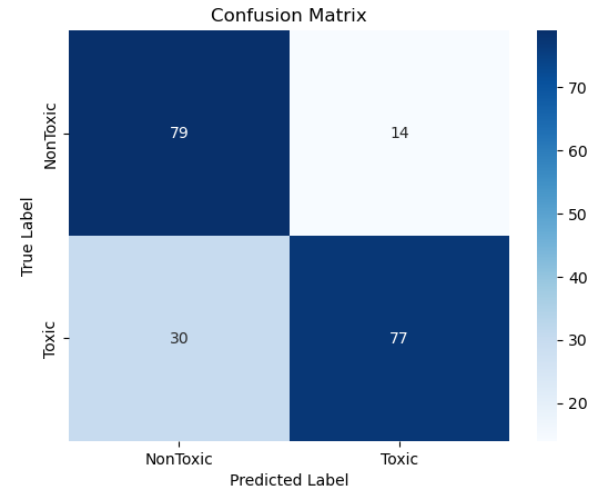 Confusion Matrix
NonToxic
79
14
70
60
50
40
30
20
True Label
Toxic
30
77
NonToxic
Toxic
Predicted Label